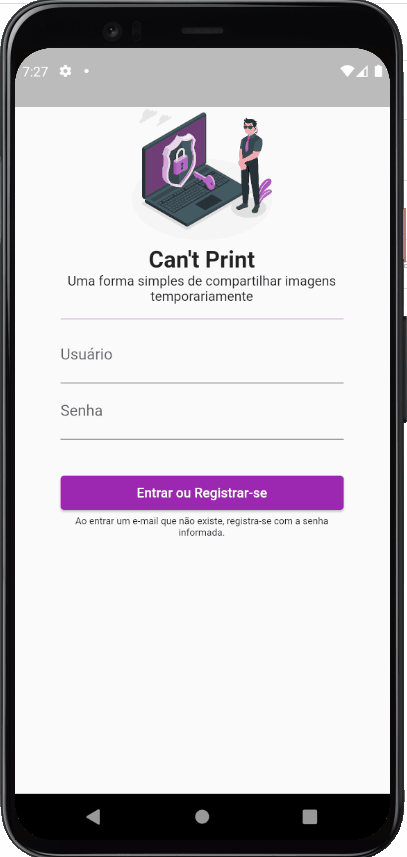 7:27
Can't Print
Uma forma simples de compartilhar imagens
temporariamente
Usuário
Senha
Entrar ou Registrar-se
Ao entrar um e-mail que não existe, registra-se com a senha
informada.